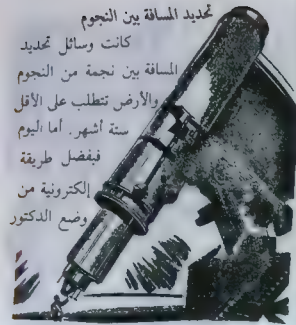 تحديد المسافة بين النجوم
كانت وسائل تحديد
المسافة بين نجمة من النجوم
والأرض تتطلب على الأقل
ستة أشهر. أما اليوم
فبفضل طريقة
إلكترونية من
وضع الدكتور